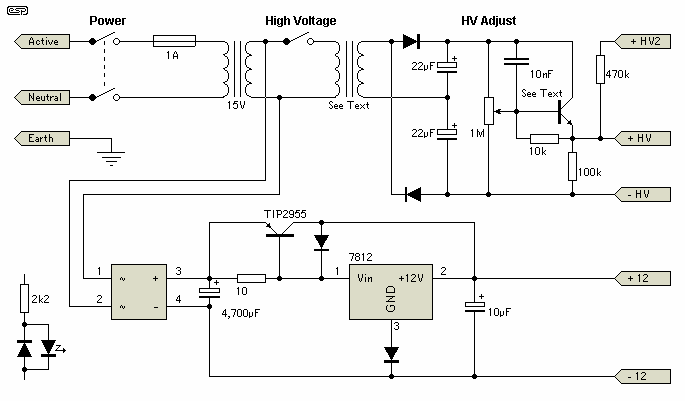 esp
Power
High Voltage
HV Adjust
Active
1A
+ HV2
22µF
10nF
470k
Neutral
15V
See Text
See Text
1M
22µF
Earth
10k
+ HV
100k
- HV
TIP2955
7812
1
~
+
3
10
1
Vin
+12V
2
+ 12
2
~
-
4
4,700µF
GND
10µF
2k2
3
- 12